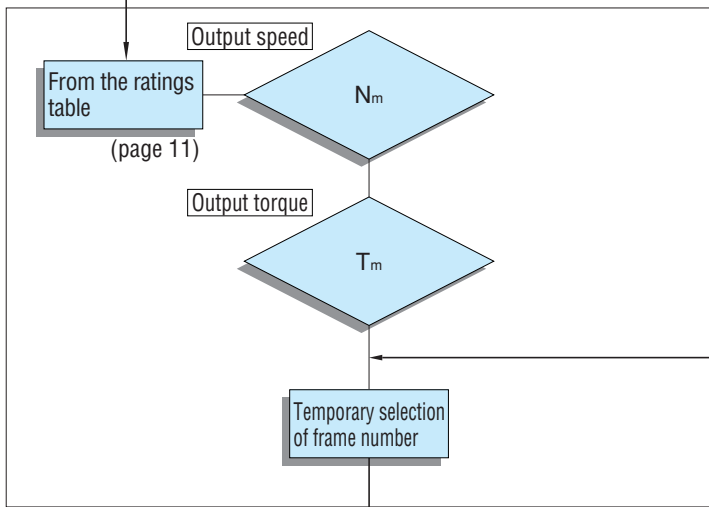 Output speed
From the ratings
table
Nm
(page 11)
Output torque
Tm
Temporary selection
of frame number